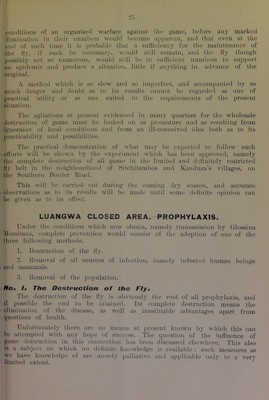 25
conditions of an organised warfare against the game, before any marked
diminution in their numbers would become apparent, and that even at the
end of such time it is probable that a sufficiency for the maintenance of
the fly, if such be necessary, would still remain, and the fly though
possibly not so numerous, would still be in sufficient numbers to support
an epidemic and produce a situation, little if anything in advance of the
original.
A method which is so slow and so imperfect, and accompanied by so
much danger and doubt as to its results cannot be regarded as one of
practical utility or as one suited to the requirements of the present
situation.
The agitations at present evidenced in many quarters for the wholesale
destruction of game must be looked on as premature and as resulting from
ignorance of local conditions and from an ill-conceived idea both as to its
practicability and possibilities.
The practical demonstration of what may be expected to follow such
efforts will be shown by the experiment which has been approved, namely
the complete destruction of all game in the limited and definitely restricted
fly belt in the neighbourhood of Sitchitambos and Kandam's villages, on
the Southern Border Road.
This will be carried out during the coming dry season, and accurate
observations as to its results will be made until some definite opinion can
be given as to its effect.
LUANGWA CLOSED AREA. PROPHYLAXIS.
Under the conditions which now obtain, namely transmission by Glossina
Morsitans, complete prevention would consist of the adoption of one of the
three following methods.
1. Destruction of the fly.
2. Removal of all sources of infection, namely infected human beings
and mammals.
3. Removal of the population.
No. 1. The Destruction of the Fly.
The destruction of the fly is obviously the root of all prophylaxis, and
if possible the end to be attained. Its complete destruction means the
elimination of the disease, as well as inestimable advantages apart from
questions of health.
Unfortunately there are no means at present known by which this can
be attempted with any hope of success. The question of the influence of
game destruction in this connection has been discussed elsewhere. This also
is a subject on which no definite knowledge is available; such measures as
we have knowledge of are merely palliative and applicable only to a very
limited extent.